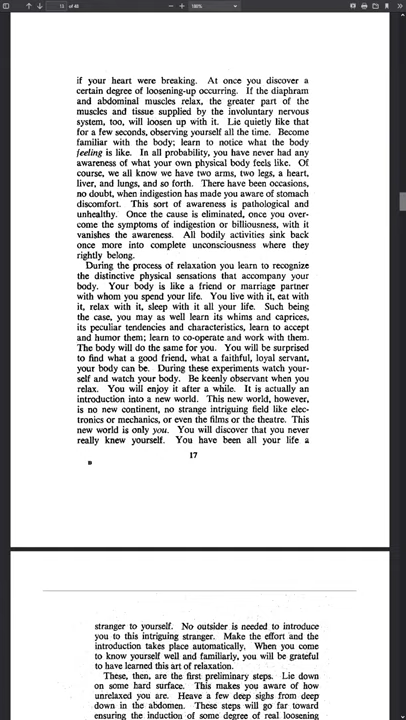 13 of 40
180%
if your heart were breaking. At once you discover a
certain degree of loosening-up occurring. If the diaphram
and abdominal muscles relax, the greater part of the
muscles and tissue supplied by the involuntary nervous
system, too, will loosen up with it. Lie quietly like that
for a few seconds, observing yourself all the time. Become
familiar with the body; learn to notice what the body
feeling is like. In all probability, you have never had any
awareness of what your own physical body feels like. Of
course, we all know we have two arms, two legs, a heart,
liver, and lungs, and so forth. There have been occasions,
no doubt, when indigestion has made you aware of stomach
discomfort. This sort of awareness is pathological and
unhealthy. Once the cause is eliminated, once you over-
come the symptoms of indigestion or billiousness, with it
vanishes the awareness. All bodily activities sink back
once more into complete unconsciousness where they
rightly belong.
During the process of relaxation you learn to recognize
the distinctive physical sensations that accompany your
body. Your body is like a friend or marriage partner
with whom you spend your life. You live with it, eat with
it, relax with it, sleep with it all your life. Such being
the case, you may as well learn its whims and caprices,
its peculiar tendencies and characteristics, learn to accept
and humor them; learn to co-operate and work with them.
The body will do the same for you. You will be surprised
to find what a good friend, what a faithful, loyal servant,
your body can be. During these experiments watch your-
self and watch your body. Be keenly observant when you
relax. You will enjoy it after a while. It is actually an
introduction into a new world. This new world, however,
is no new continent, no strange intriguing field like elec-
tronics or mechanics, or even the films or the theatre. This
new world is only you. You will discover that you never
really knew yourself. You have been all your life a
17
B
stranger to yourself. No outsider is needed to introduce
you to this intriguing stranger. Make the effort and the
introduction takes place automatically. When you come
to know yourself well and familiarly, you will be grateful
to have learned this art of relaxation.
These, then, are the first preliminary steps. Lie down
on some hard surface. This makes you aware of how
unrelaxed you are. Heave a few deep sighs from deep
down in the abdomen. These steps will go far toward
ensuring the induction of some degree of real loosening